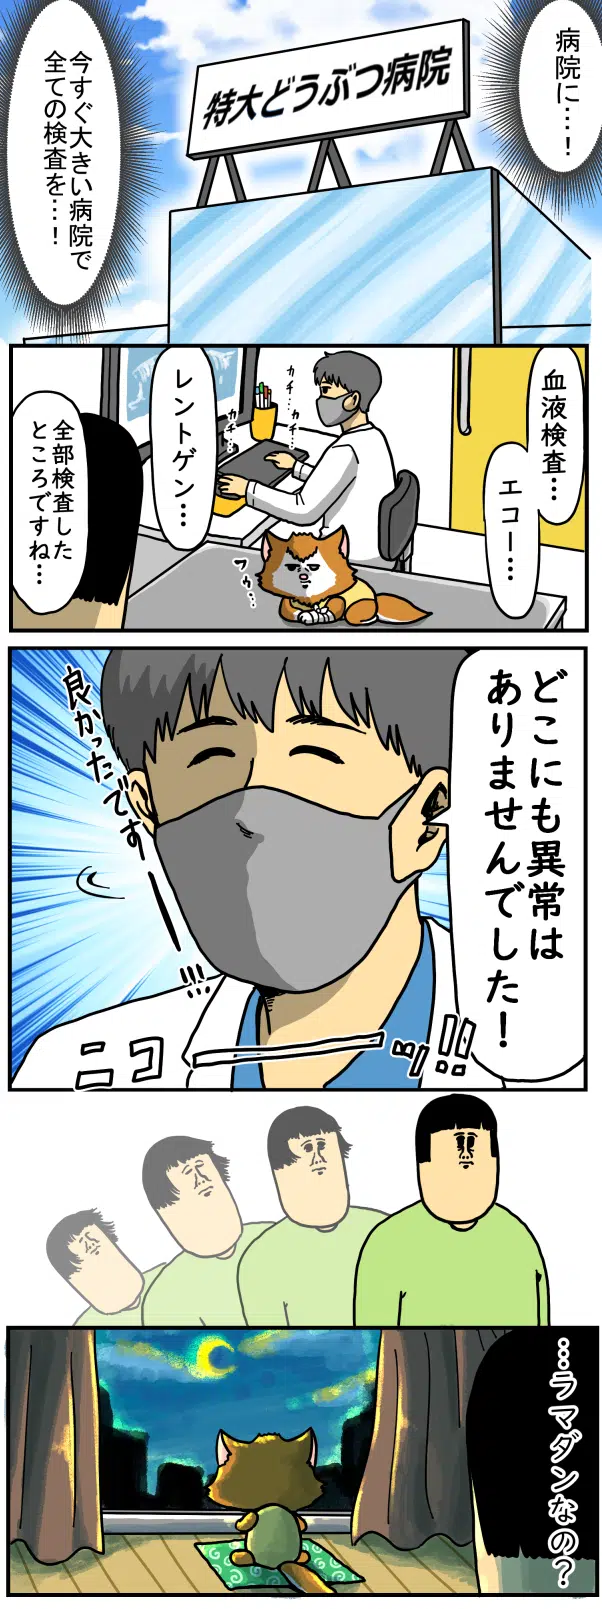 病院に…！
特大どうぶつ病院
今すぐ大きい病院で
全ての検査を…！
血液検査…
エコー…
カチ…カチ…
カチ…
レントゲン…
フゥ…
全部検査した
ところですね…
どこにも異常は
ありませんでした！
良かったですーー!!!
ニコーーッ!!
…ラマダンなの？